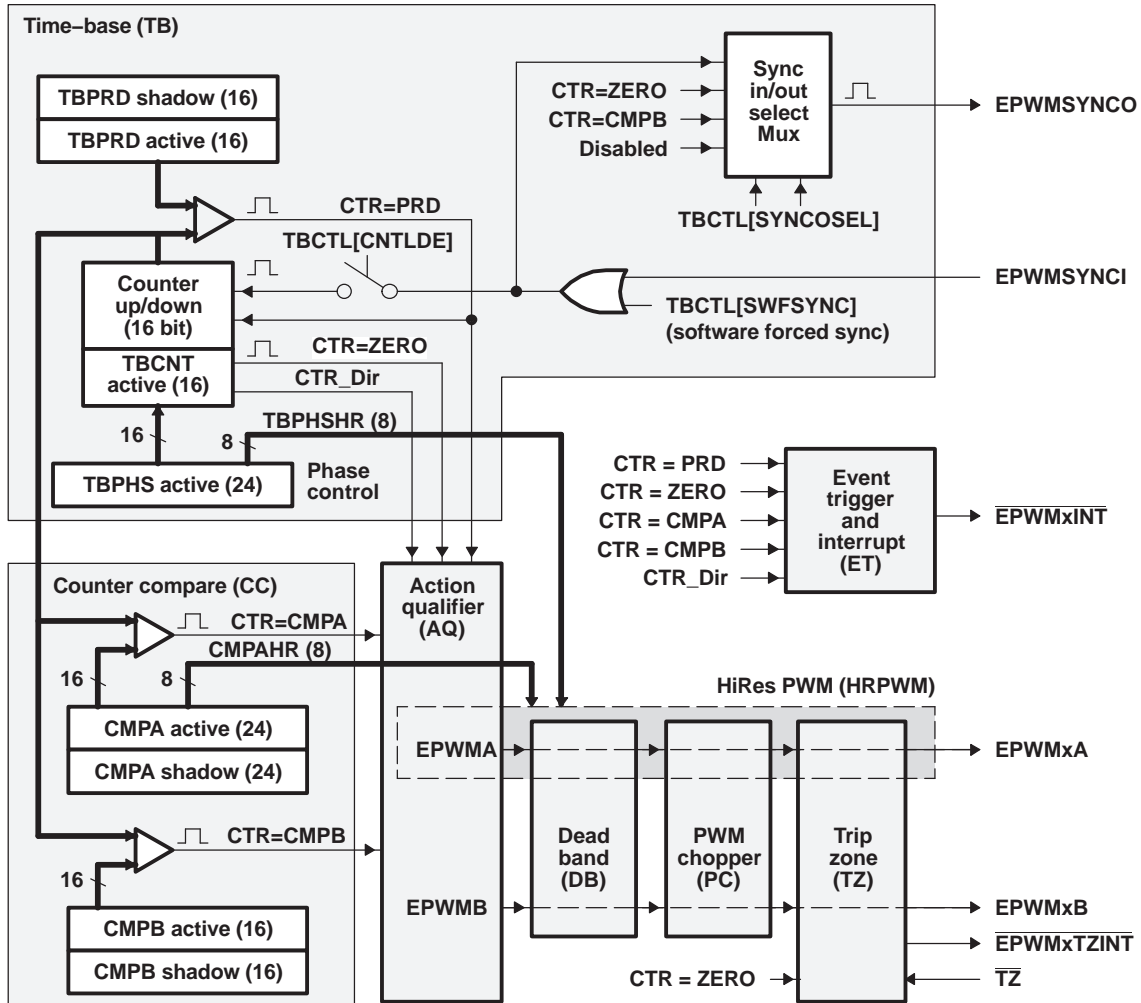 Time−base (TB)
TBPRD shadow (16)
TBPRD active (16)
CTR=ZERO
CTR=CMPB
Disabled
Sync
in/out
select
Mux
EPWMSYNCO
TBCTL[SYNCOSEL]
CTR=PRD
TBCTL[CNTLDE]
EPWMSYNCI
TBCTL[SWFSYNC]
(software forced sync)
Counter
up/down
(16 bit)
TBCNT
active (16)
CTR=ZERO
CTR_Dir
16
8
TBPHSHR (8)
TBPHS active (24)
Phase
control
CTR = PRD
CTR = ZERO
CTR = CMPA
CTR = CMPB
CTR_Dir
Event
trigger
and
interrupt
(ET)
EPWMxINT
Counter compare (CC)
Action
qualifier
(AQ)
CTR=CMPA
16
8
CMPAHR (8)
CMPA active (24)
CMPA shadow (24)
HiRes PWM (HRPWM)
EPWMA
EPWMxA
CTR=CMPB
16
CMPB active (16)
CMPB shadow (16)
Dead
band
(DB)
PWM
chopper
(PC)
Trip
zone
(TZ)
EPWMB
EPWMxB
EPWMxTZINT
CTR = ZERO
TZ